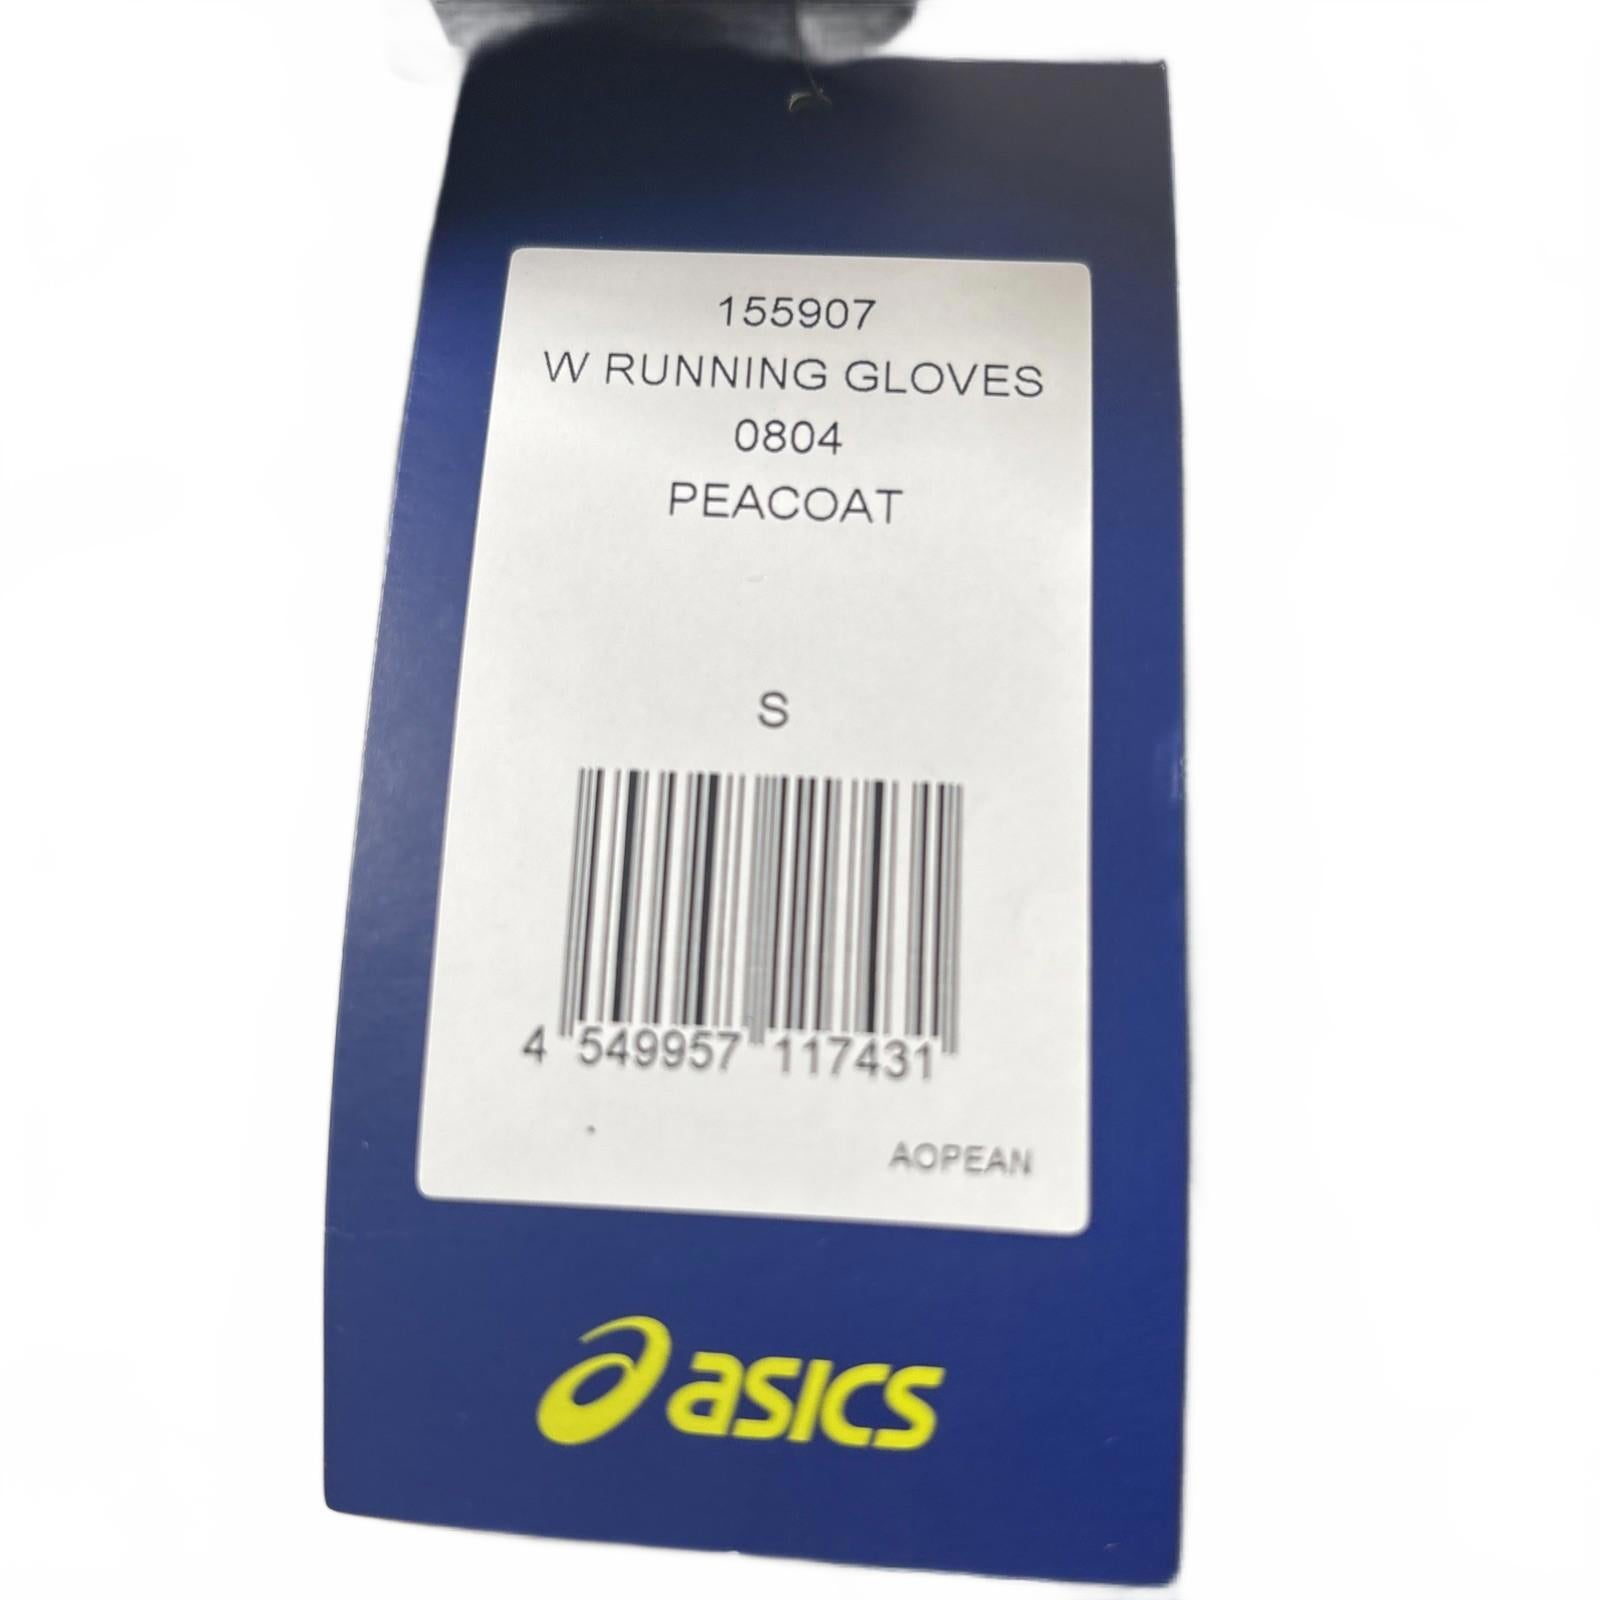 155907
W RUNNING GLOVES
0804
PEACOAT
S
4 549957 117431
AOPEAN
asics